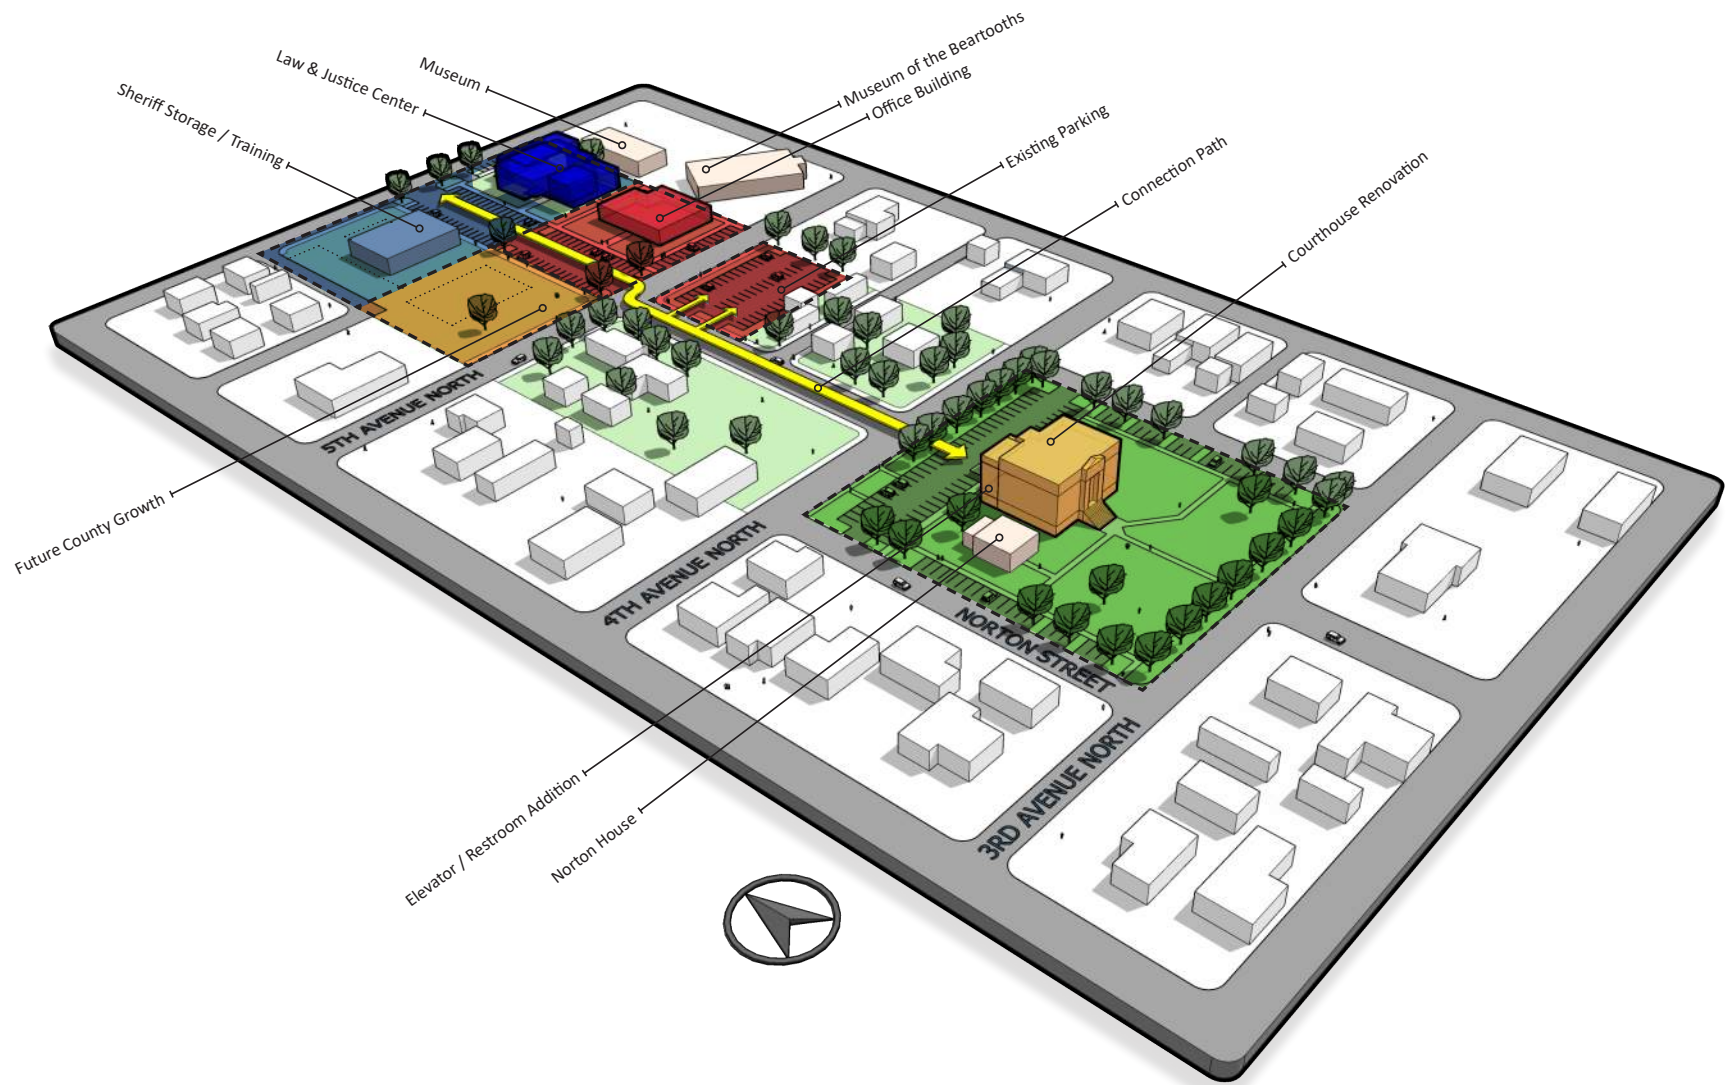 Museum of the Beartooths
Museum
Law & Justice Center
Office Building
Sheriff Storage / Training
Existing Parking
Connection Path
Courthouse Renovation
5TH AVENUE NORTH
Future County Growth
4TH AVENUE NORTH
NORTON STREET
3RD AVENUE NORTH
Elevator / Restroom Addition
Norton House